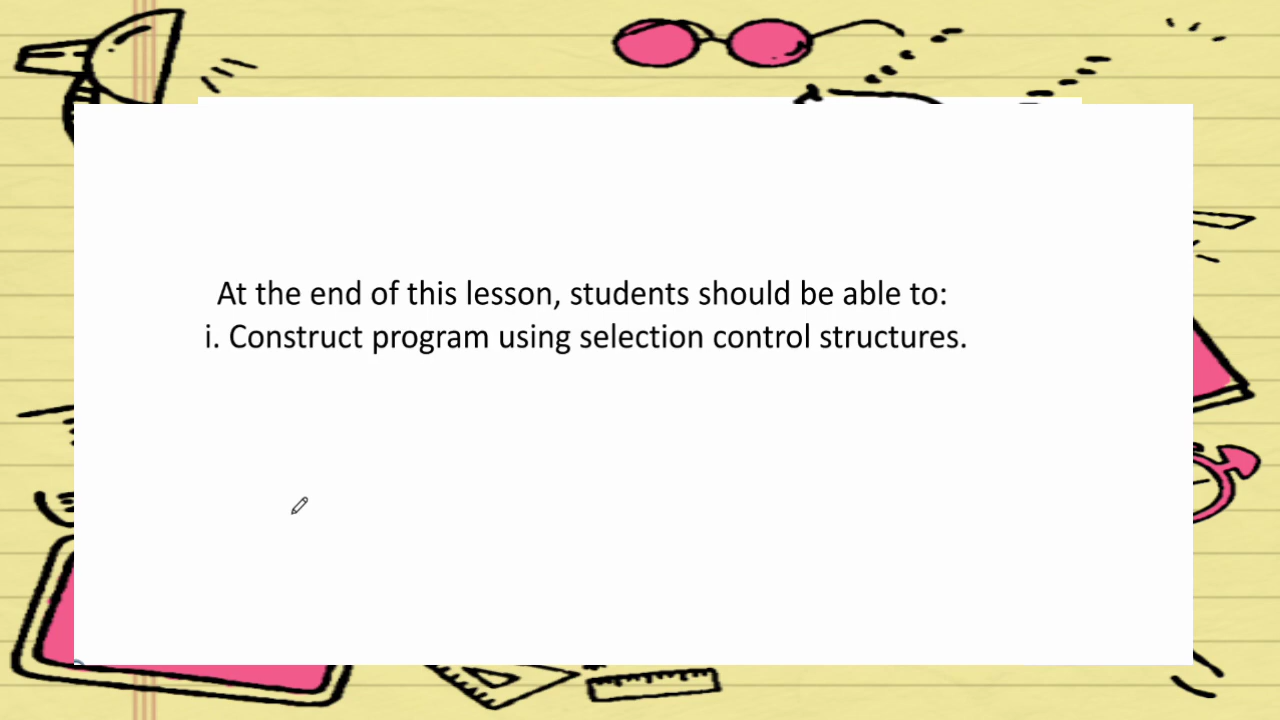 At the end of this lesson, students should be able to:
i. Construct program using selection control structures.